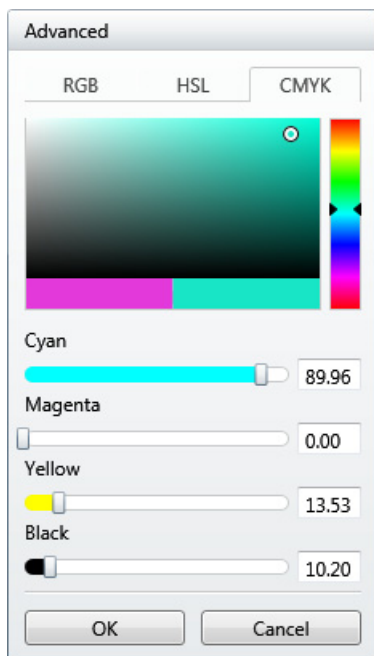 Advanced
RGB HSL CMYK
Cyan
89.96
Magenta
0.00
Yellow
13.53
Black
10.20
OK Cancel